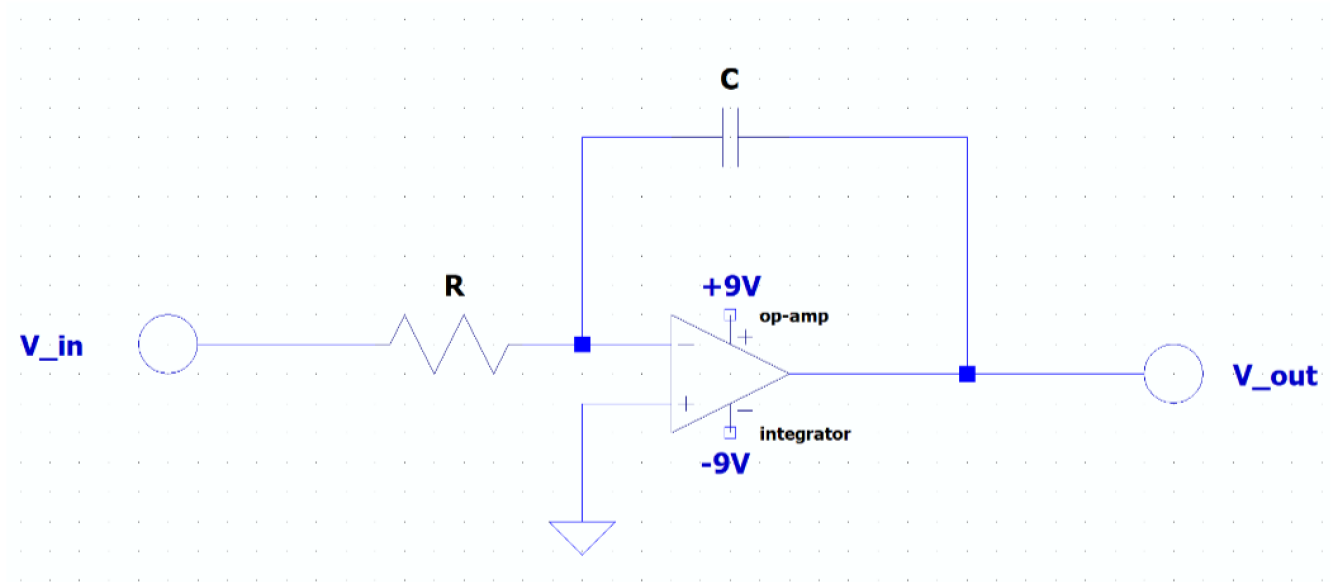 C
R
+9V
op-amp
V_in
V_out
integrator
-9V